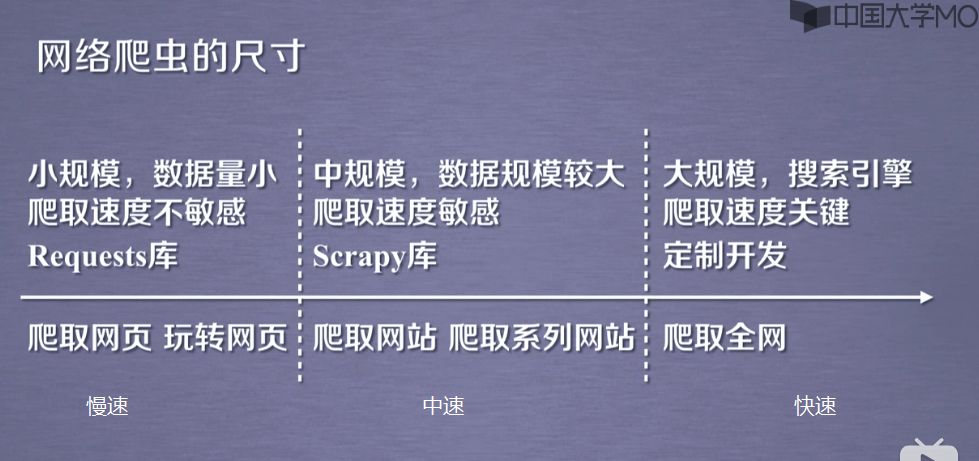 中国大学MO
网络爬虫的尺寸
小规模，数据量小
爬取速度不敏感
Requests库
中规模，数据规模较大
爬取速度敏感
Scrapy库
大规模，搜索引擎
爬取速度关键
定制开发
爬取网页 玩转网页
爬取网站 爬取系列网站
爬取全网
慢速
中速
快速